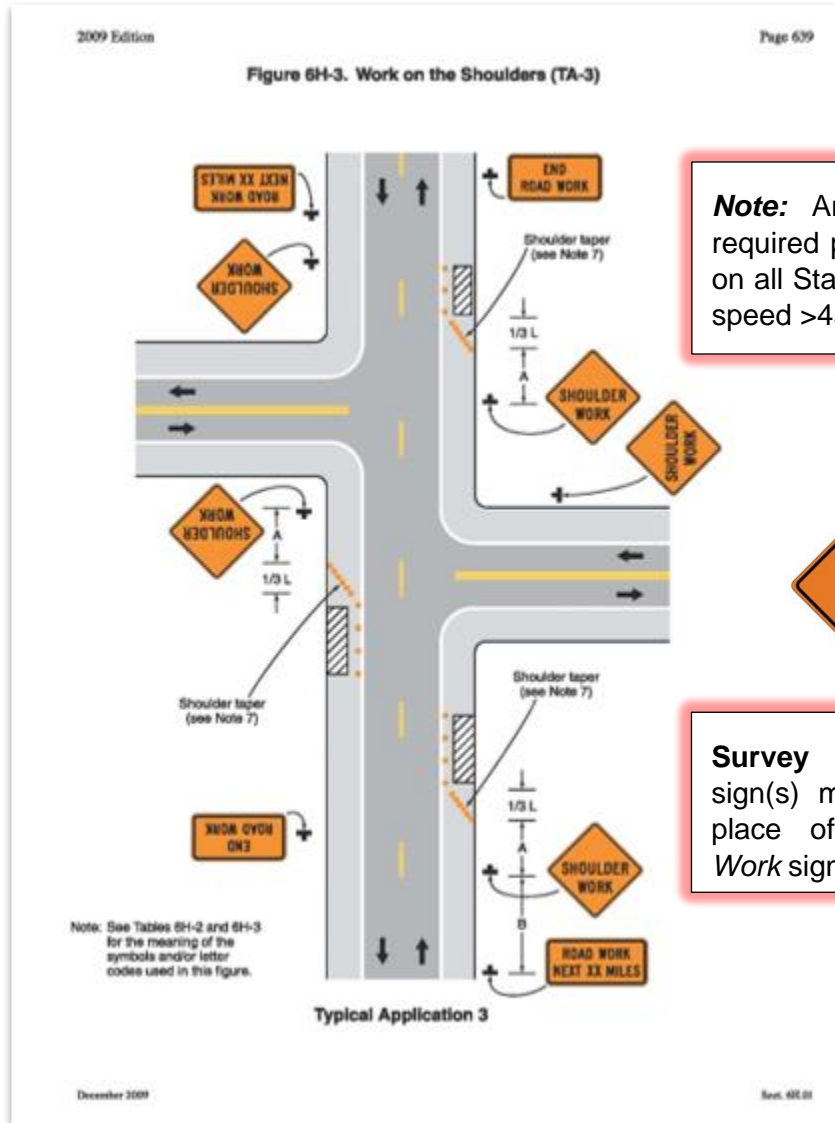 2009 Edition
Page 639
Figure 6H-3. Work on the Shoulders (TA-3)
ROAD WORK
NEXT XX MILES
END
ROAD WORK
SHOULDER
WORK
Shoulder taper
(see Note 7)
1/3 L
A
SHOULDER
WORK
SHOULDER
WORK
SHOULDER
WORK
A
1/3 L
Shoulder taper
(see Note 7)
Shoulder taper
(see Note 7)
1/3 L
A
END
ROAD WORK
SHOULDER
WORK
B
ROAD WORK
NEXT XX MILES
Note: See Tables 6H-2 and 6H-3
for the meaning of the
symbols and/or letter
codes used in this figure.
Typical Application 3
December 2009
Sect. 6H.01
Note:
required
on all
speed >4
Survey
sign(s)
place of
Work sign